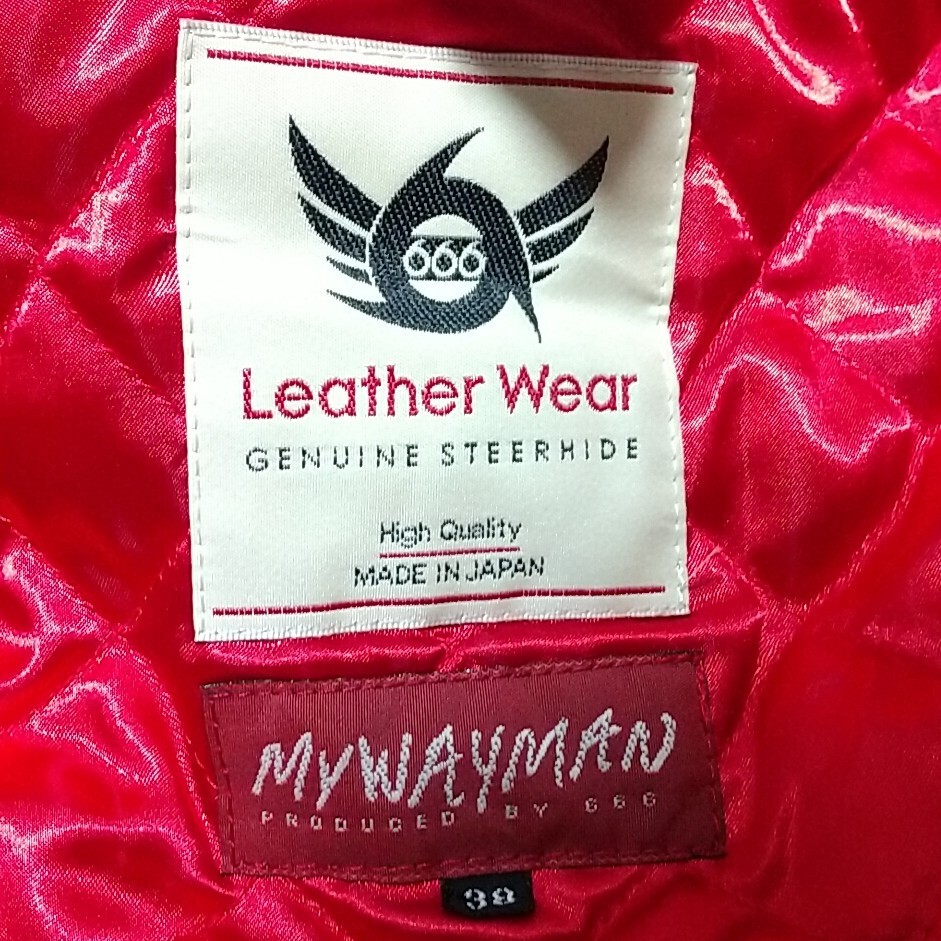 666
Leather Wear
GENUINE STEERHIDE
High Quality
MADE IN JAPAN
MYWAYMAN
PRODUCED BY 666
38